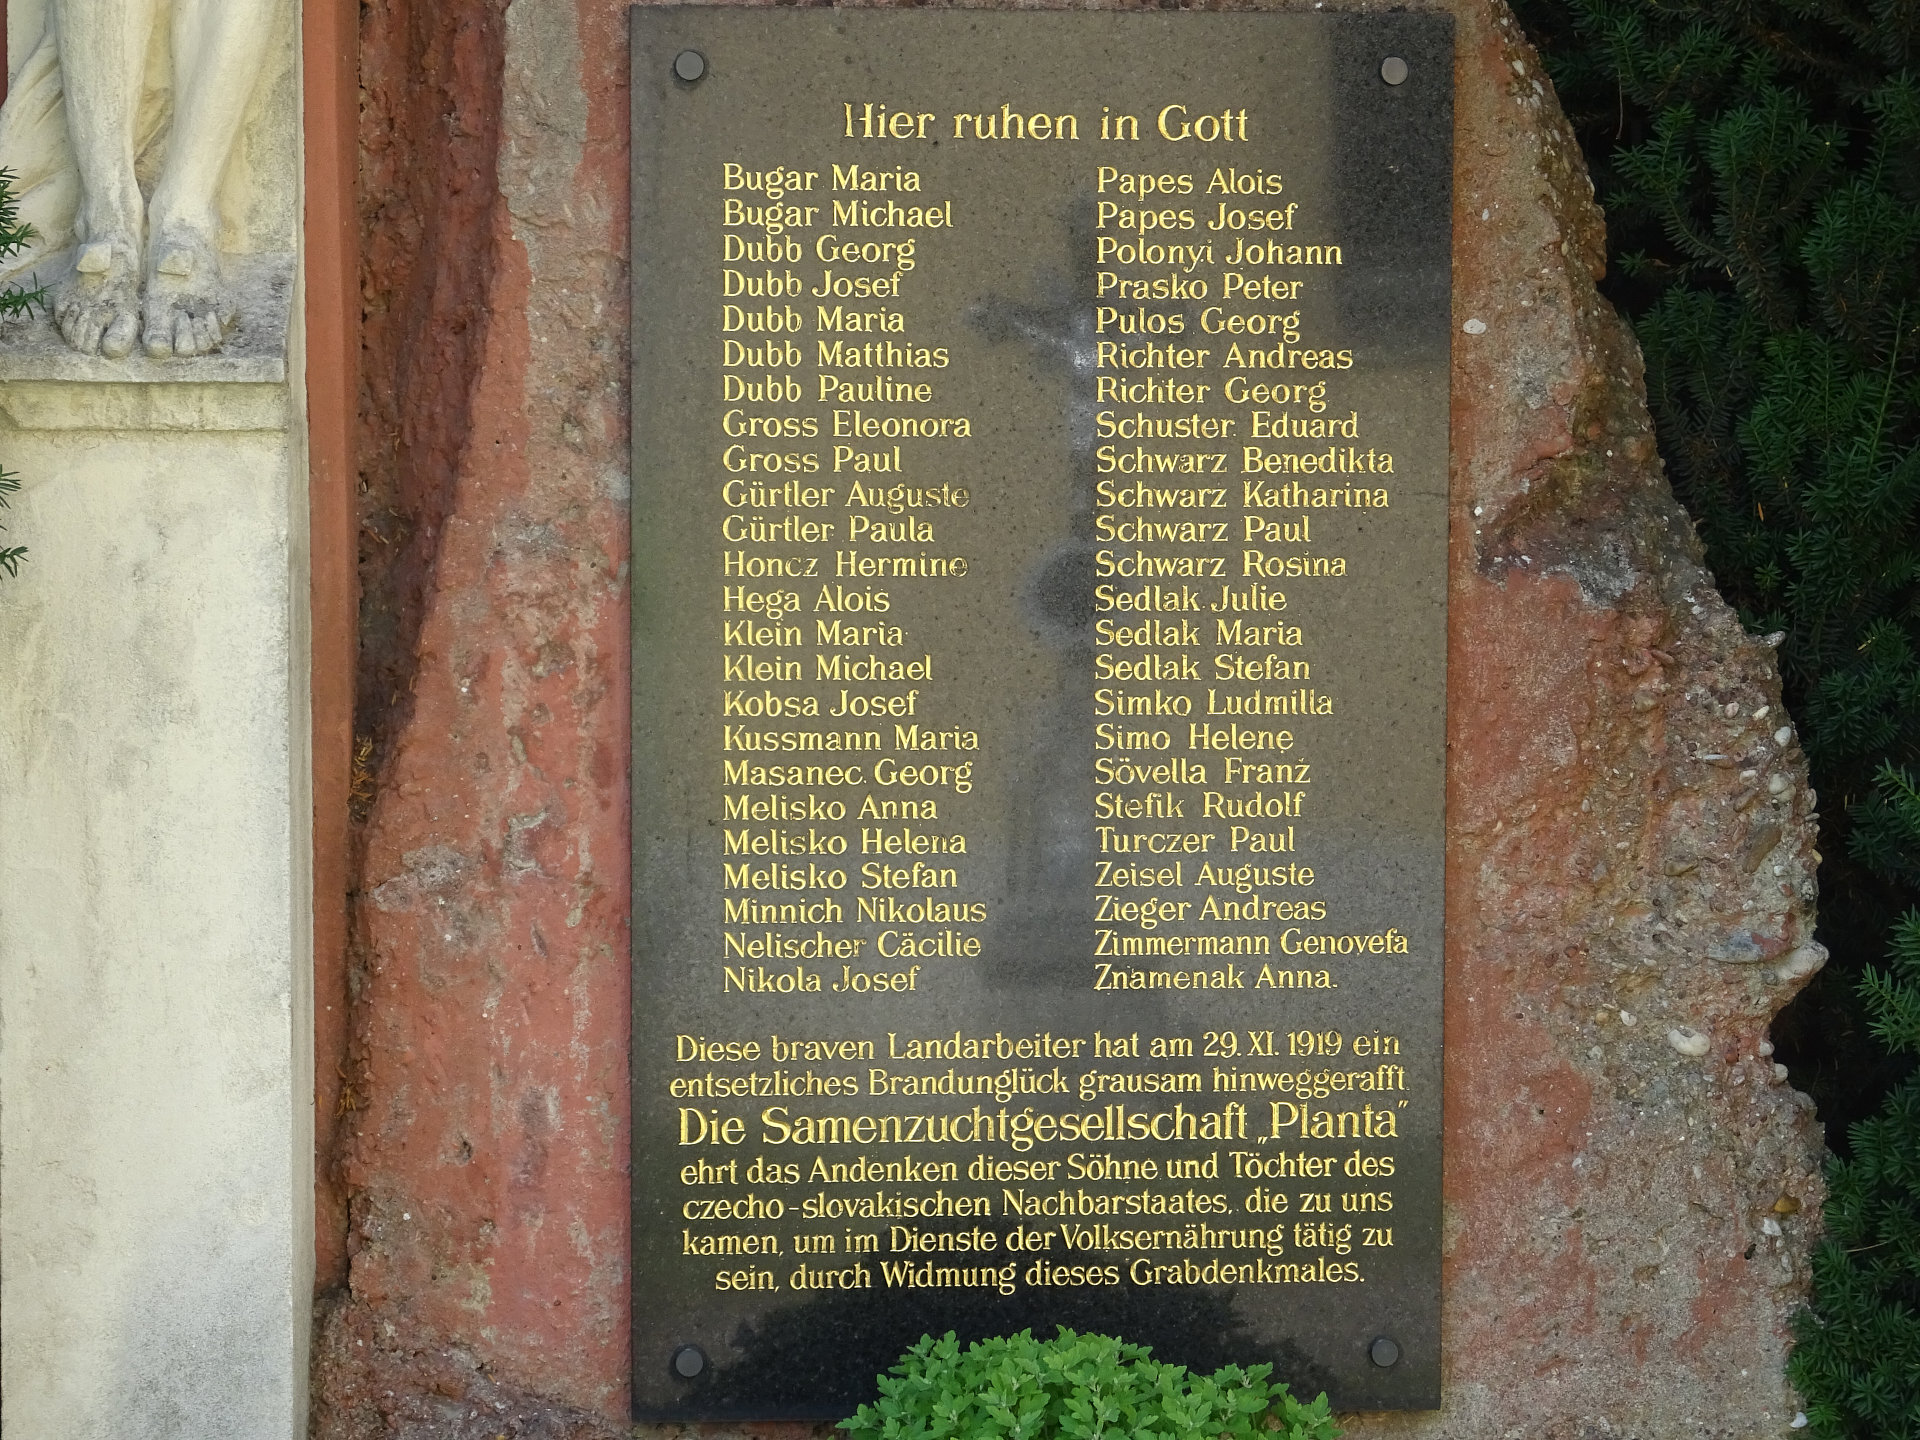 Hier ruhen in Gott
Bugar Maria
Bugar Michael
Dubb Georg
Dubb Josef
Dubb Maria
Dubb Matthias
Dubb Pauline
Gross Eleonora
Gross Paul
Gürtler Auguste
Gürtler Paula
Honcz Hermine
Hega Alois
Klein Maria
Klein Michael
Kobsa Josef
Kussmann Maria
Masanec Georg
Melisko Anna
Melisko Helena
Melisko Stefan
Minnich Nikolaus
Nelischer Cäcilie
Nikola Josef
Papes Alois
Papes Josef
Polonyi Johann
Prasko Peter
Pulos Georg
Richter Andreas
Richter Georg
Schuster Eduard
Schwarz Benedikta
Schwarz Katharina
Schwarz Paul
Schwarz Rosina
Sedlak Julie
Sedlak Maria
Sedlak Stefan
Simko Ludmilla
Simo Helene
Sövella Franz
Stefik Rudolf
Turczer Paul
Zeisel Auguste
Zieger Andreas
Zimmermann Genovefa
Znamenak Anna.
Diese braven Landarbeiter hat am 29. XI. 1919 ein
entsetzliches Brandunglück grausam hinweggerafft.
Die Samenzuchtgesellschaft „Planta"
ehrt das Andenken dieser Söhne und Töchter des
czecho-slovakischen Nachbarstaates, die zu uns
kamen, um im Dienste der Volksernährung tätig zu
sein, durch Widmung dieses Grabdenkmales.